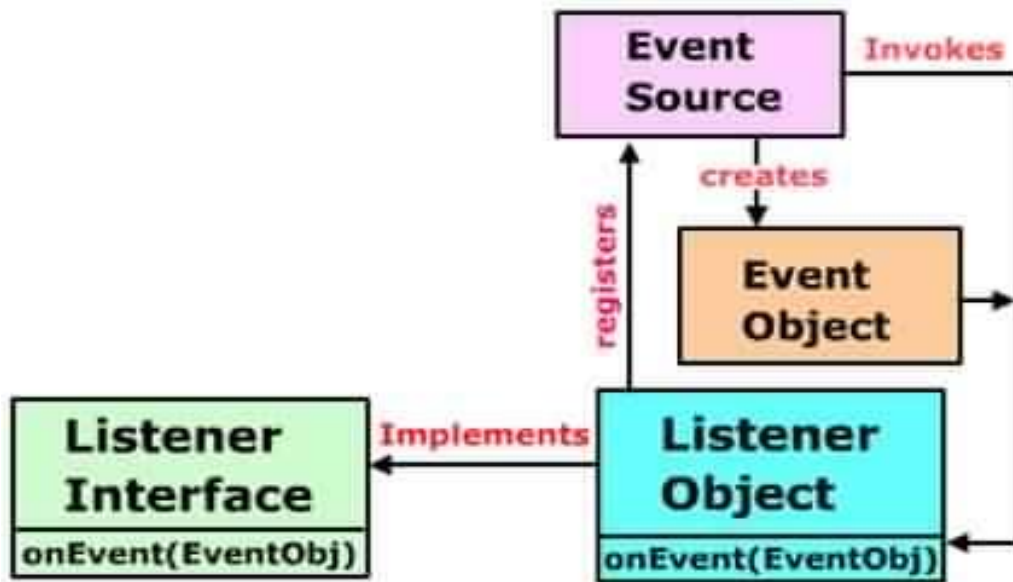 Event
Source
Invokes
creates
registers
Event
Object
Listener
Interface
onEvent(EventObj)
Implements
Listener
Object
onEvent(EventObj)